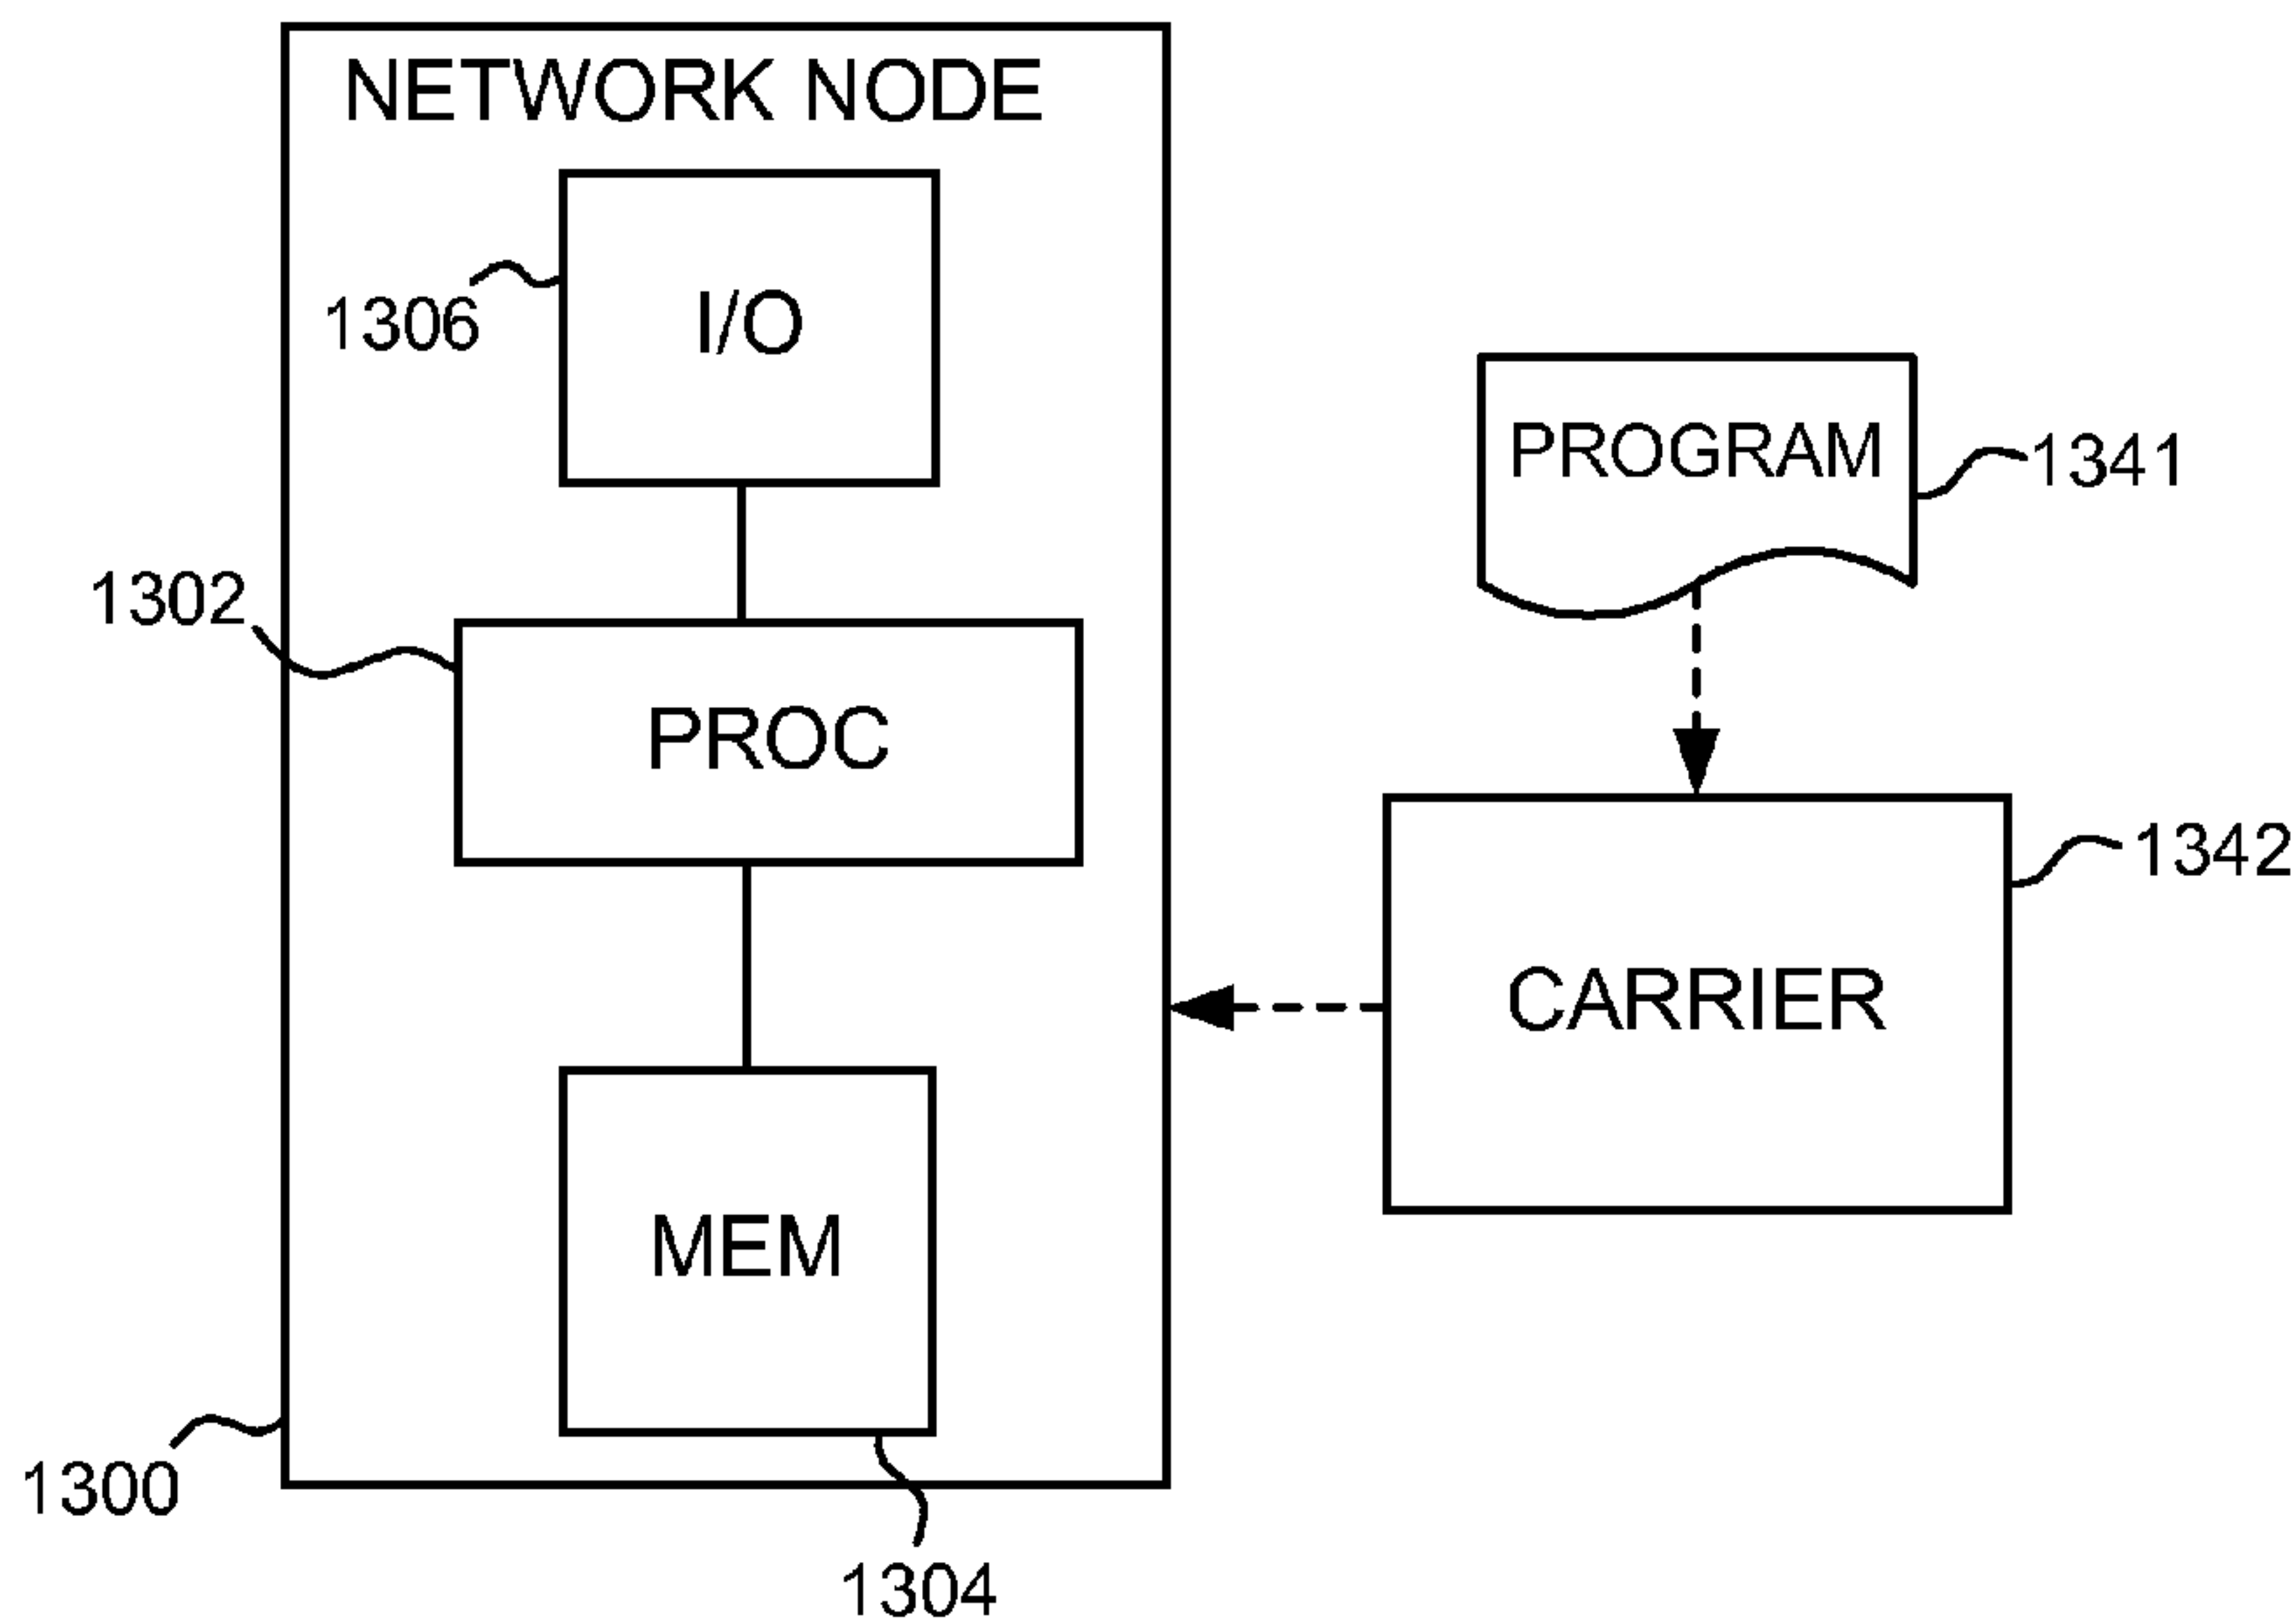 NETWORK NODE
I/O
1306
PROGRAM
1341
1302
PROC
1342
CARRIER
MEM
1300
1304